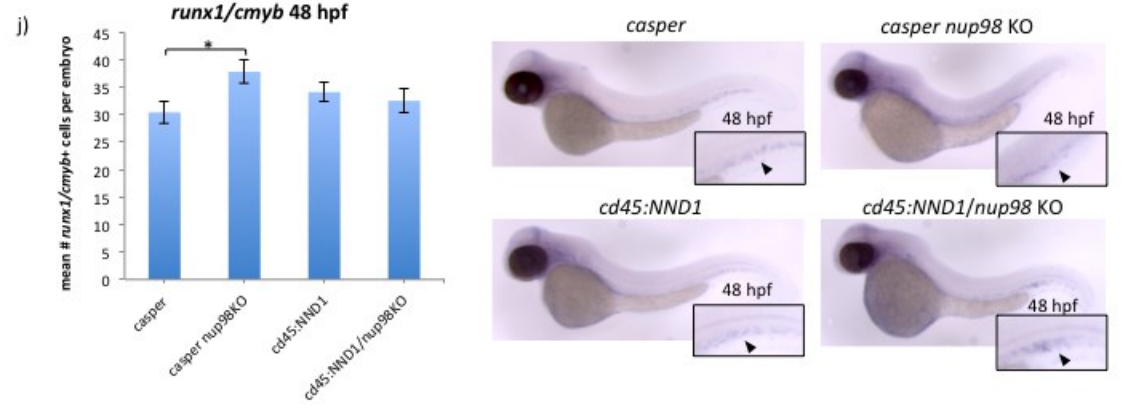 j)
runx1/cmyb 48 hpf
mean # runx1/cmyb+ cells per embryo
45
40
35
30
25
20
15
10
5
0
*
casper
casper nup98KO
cd45:NND1
cd45:NND1/nup98KO
casper
48 hpf
casper nup98 KO
48 hpf
cd45:NND1
48 hpf
cd45:NND1/nup98 KO
48 hpf